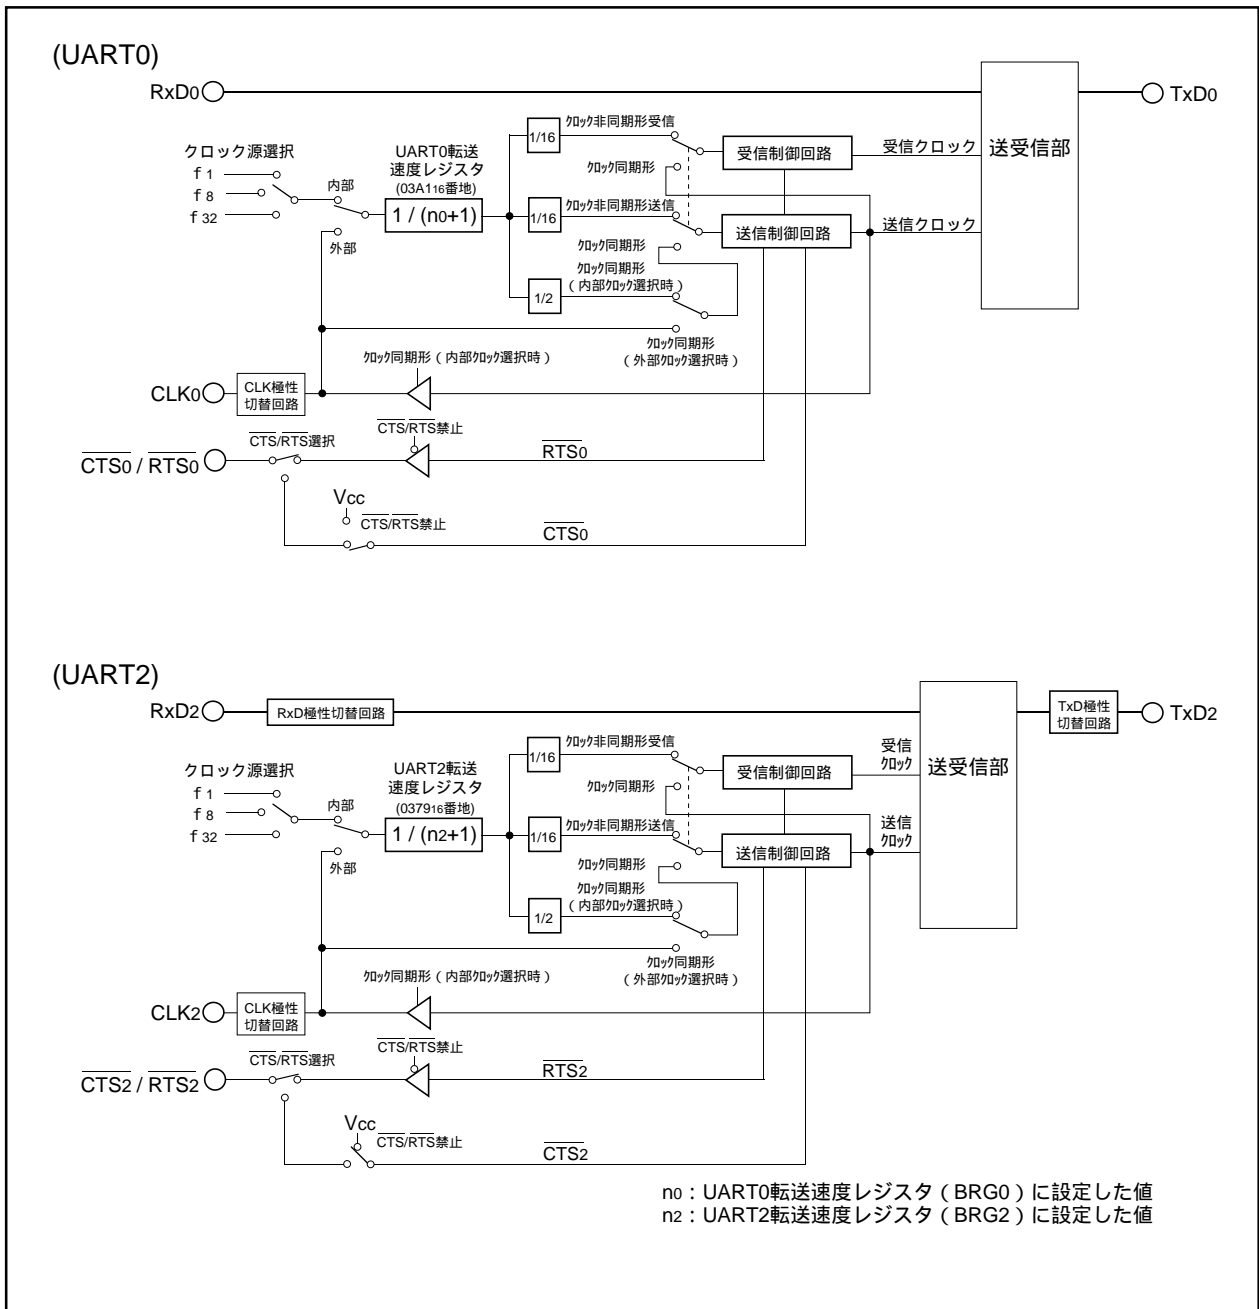 (UART0)
RxD0
TxD0
クロック源選択
f1
f8
f32
内部
外部
UART0転送
速度レジスタ
(03A116番地)
1 / (n0+1)
1/16
クロック非同期形受信
クロック同期形
1/16
クロック非同期形送信
クロック同期形
クロック同期形
(内部クロック選択時)
1/2
クロック同期形
(外部クロック選択時)
受信制御回路
送信制御回路
受信クロック
送信クロック
送受信部
CLK0
CLK極性
切替回路
クロック同期形(内部クロック選択時)
CTS0 / RTS0
CTS/RTS選択
CTS/RTS禁止
RTS0
Vcc
CTS/RTS禁止
CTS0
(UART2)
RxD2
RxD極性切替回路
TxD極性
切替回路
TxD2
クロック源選択
f1
f8
f32
内部
外部
UART2転送
速度レジスタ
(037916番地)
1 / (n2+1)
1/16
クロック非同期形受信
クロック同期形
1/16
クロック非同期形送信
クロック同期形
クロック同期形
(内部クロック選択時)
1/2
クロック同期形
(外部クロック選択時)
受信制御回路
送信制御回路
受信
クロック
送信
クロック
送受信部
CLK2
CLK極性
切替回路
クロック同期形(内部クロック選択時)
CTS2 / RTS2
CTS/RTS選択
CTS/RTS禁止
RTS2
Vcc
CTS/RTS禁止
CTS2
n0:UART0転送速度レジスタ(BRG0)に設定した値
n2:UART2転送速度レジスタ(BRG2)に設定した値